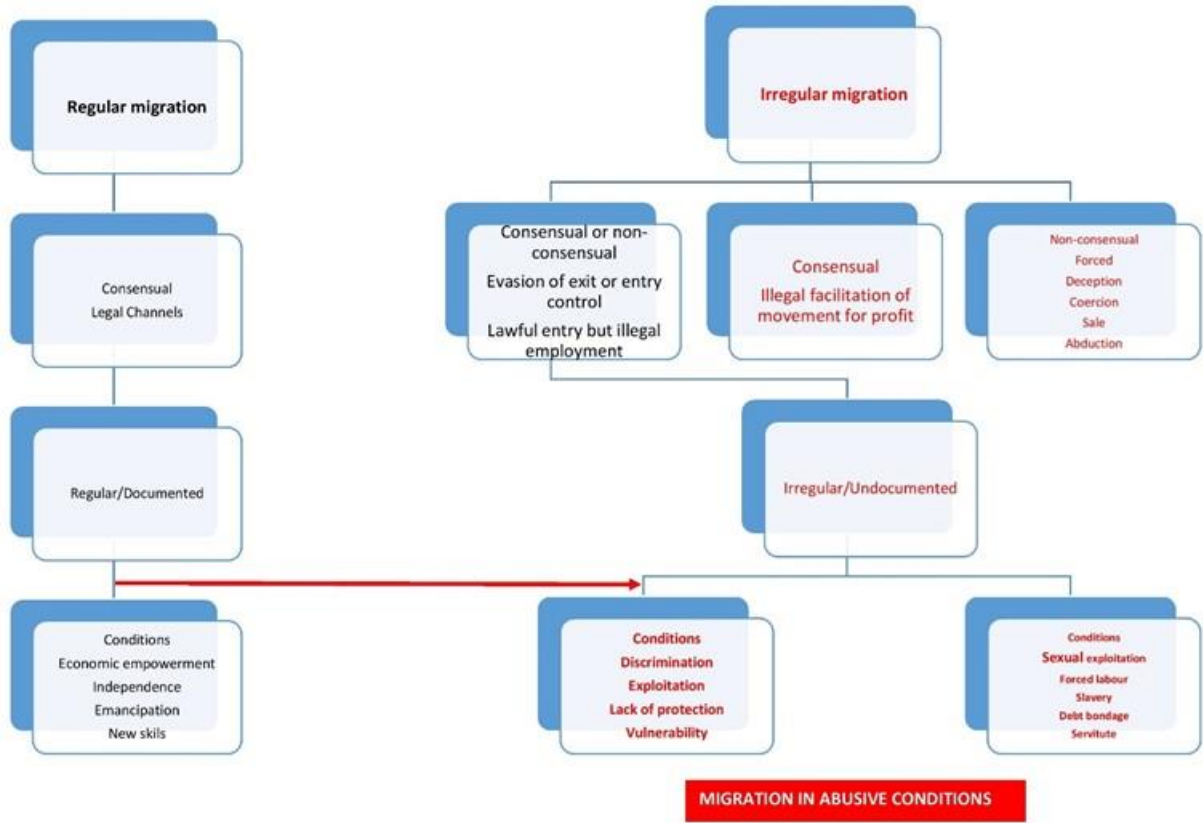 Regular migration
Irregular migration
Consensual
Legal Channels
Consensual or non-
consensual
Evasion of exit or entry
control
Lawful entry but illegal
employment
Consensual
Illegal facilitation of
movement for profit
Non-consensual
Forced
Deception
Coercion
Sale
Abduction
Regular/Documented
Irregular/Undocumented
Conditions
Economic empowerment
Independence
Emancipation
New skils
Conditions
Discrimination
Exploitation
Lack of protection
Vulnerability
Conditions
Sexual exploitation
Forced labour
Slavery
Debt bondage
Servitute
MIGRATION IN ABUSIVE CONDITIONS